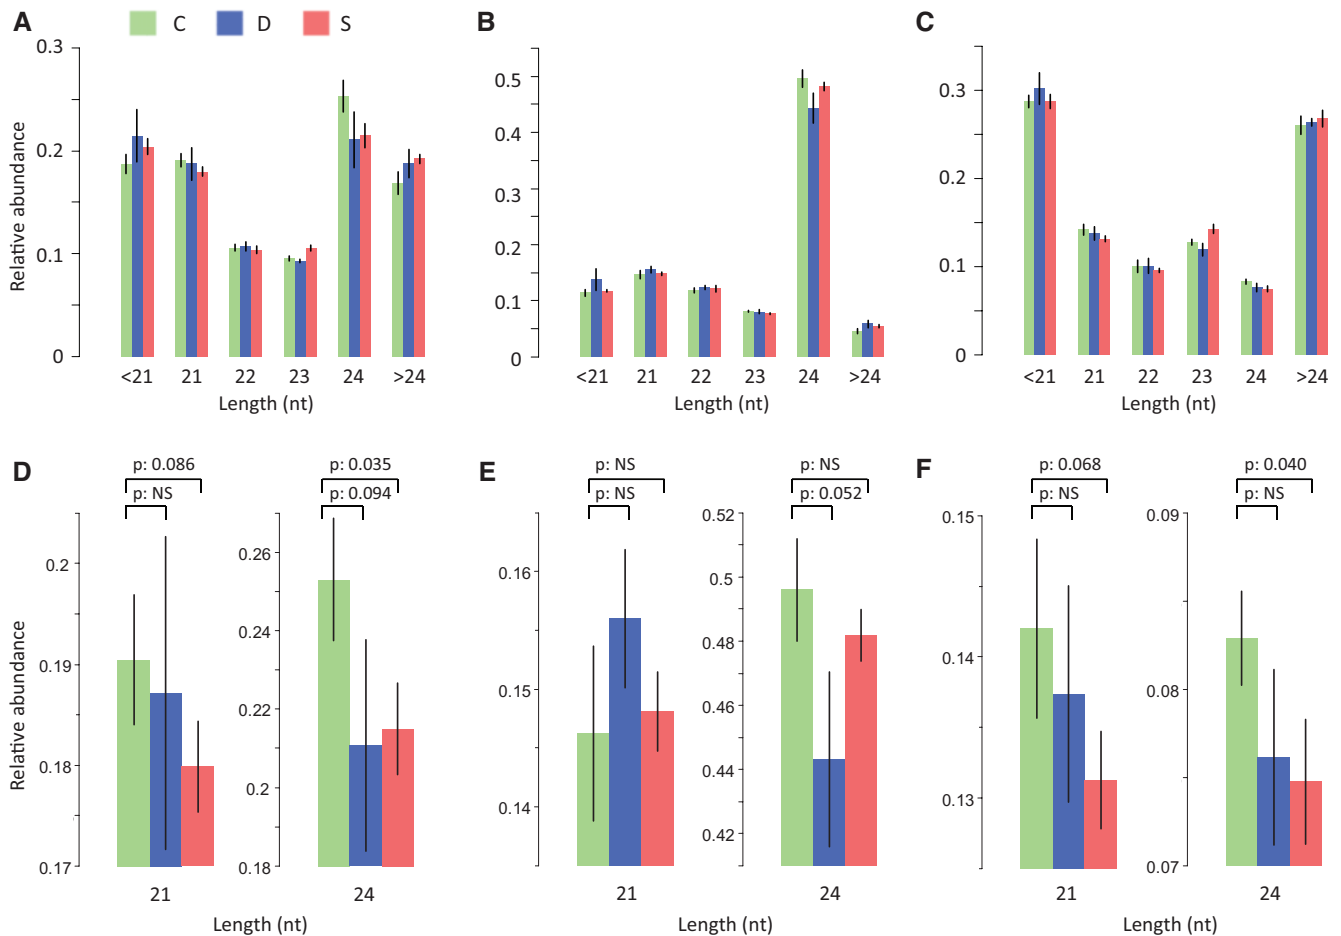 A C D S
B
C
Relative abundance
0.3
0.2
0.1
0
<21 21 22 23 24 >24
Length (nt)
0.5
0.4
0.3
0.2
0.1
0
<21 21 22 23 24 >24
Length (nt)
0.3
0.2
0.1
0
<21 21 22 23 24 >24
Length (nt)
D
p: 0.086
p: NS
Relative abundance
0.2
0.19
0.18
0.17
21
p: 0.035
p: 0.094
0.26
0.24
0.22
0.2
0.18
24
Length (nt)
E
p: NS
p: NS
0.16
0.15
0.14
21
p: NS
p: 0.052
0.52
0.5
0.48
0.46
0.44
0.42
24
Length (nt)
F
p: 0.068
p: NS
0.15
0.14
0.13
21
p: 0.040
p: NS
0.09
0.08
0.07
24
Length (nt)